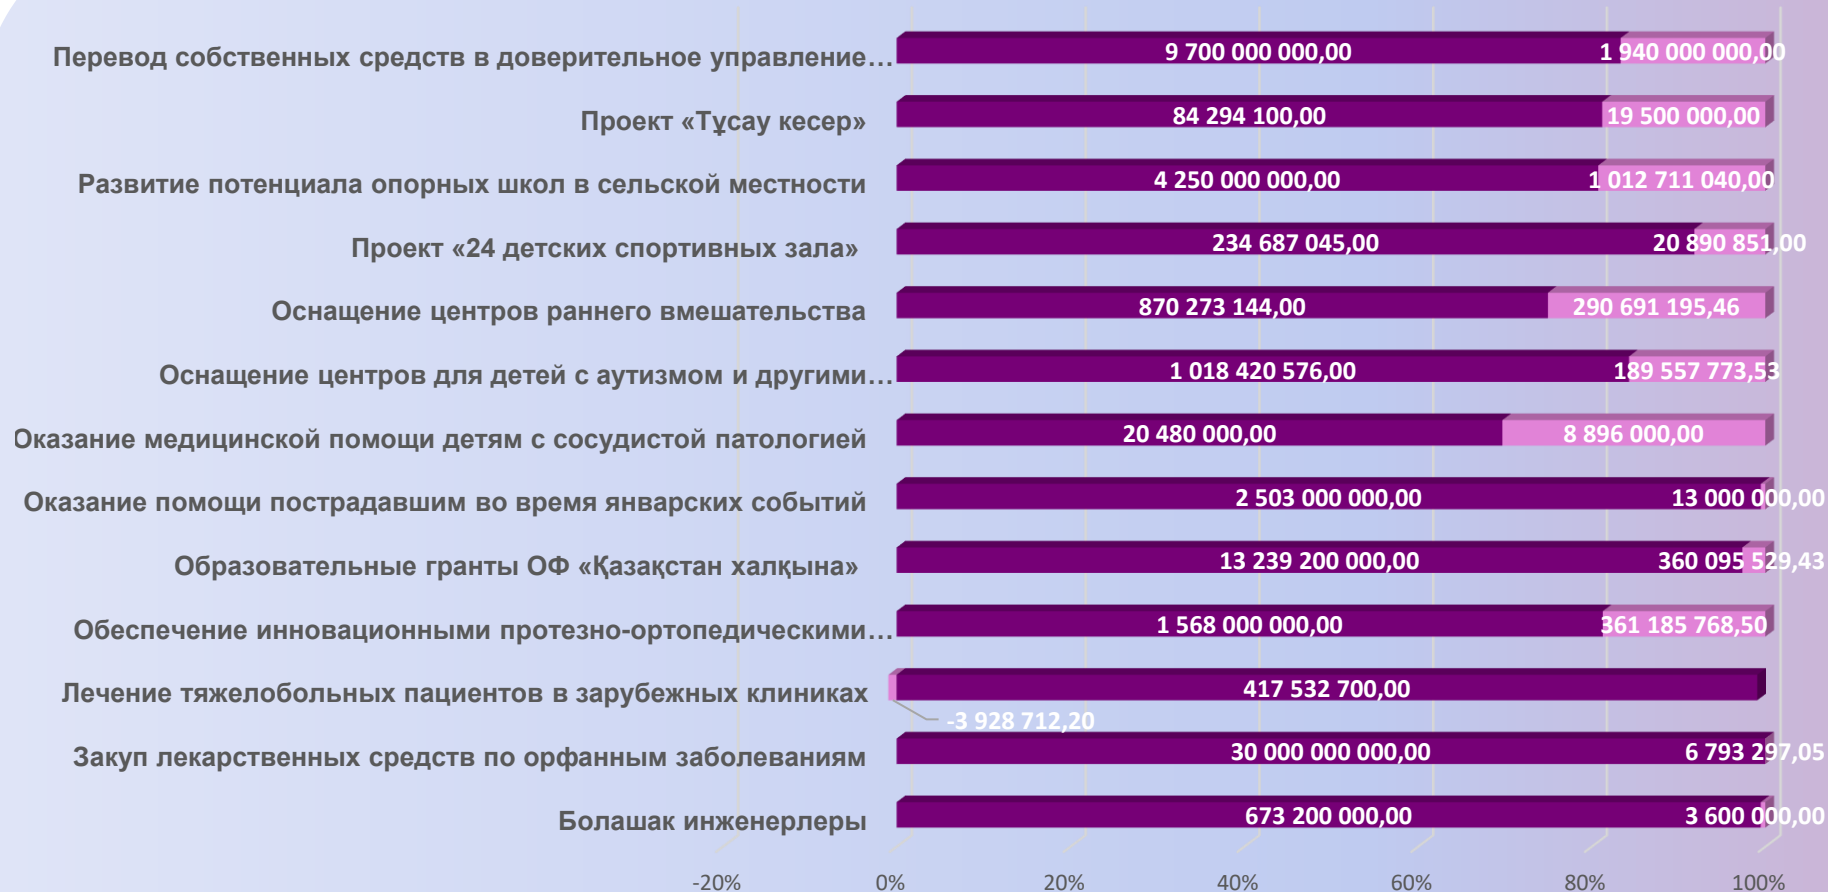 Перевод собственных средств в доверительное управление… 9 700 000 000,00 1 940 000 000,00
Проект «Тұсау кесер» 84 294 100,00 19 500 000,00
Развитие потенциала опорных школ в сельской местности 4 250 000 000,00 1 012 711 040,00
Проект «24 детских спортивных зала» 234 687 045,00 20 890 851,00
Оснащение центров раннего вмешательства 870 273 144,00 290 691 195,46
Оснащение центров для детей с аутизмом и другими… 1 018 420 576,00 189 557 773,53
Оказание медицинской помощи детям с сосудистой патологией 20 480 000,00 8 896 000,00
Оказание помощи пострадавшим во время январских событий 2 503 000 000,00 13 000 000,00
Образовательные гранты ОФ «Қазақстан халқына» 13 239 200 000,00 360 095 529,43
Обеспечение инновационными протезно-ортопедическими… 1 568 000 000,00 361 185 768,50
Лечение тяжелобольных пациентов в зарубежных клиниках 417 532 700,00
-3 928 712,20
Закуп лекарственных средств по орфанным заболеваниям 30 000 000 000,00 6 793 297,05
Болашак инженерлеры 673 200 000,00 3 600 000,00
-20% 0% 20% 40% 60% 80% 100%